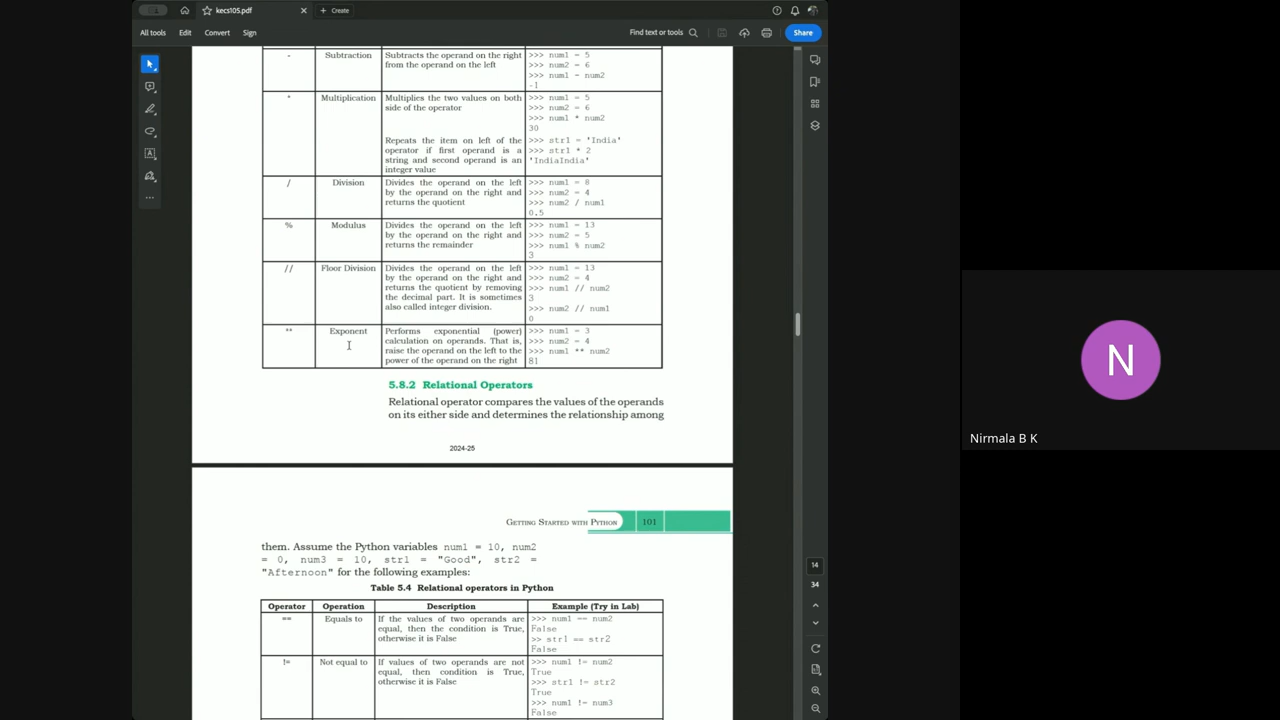 kecs105.pdf
Create
All tools
Edit
Convert
Sign
Find text or tools
Share
-
Subtraction
Subtracts the operand on the right
from the operand on the left
>>> num1 = 5
>>> num2 = 6
>>> num1 - num2
-1
*
Multiplication
Multiplies the two values on both
side of the operator
>>> num1 = 5
>>> num2 = 6
>>> num1 * num2
30
Repeats the item on left of the
operator if first operand is a
string and second operand is an
integer value
>>> str1 = 'India'
>>> str1 * 2
'IndiaIndia'
/
Division
Divides the operand on the left
by the operand on the right and
returns the quotient
>>> num1 = 8
>>> num2 = 4
>>> num2 / num1
0.5
%
Modulus
Divides the operand on the left
by the operand on the right and
returns the remainder
>>> num1 = 13
>>> num2 = 5
>>> num1 % num2
3
//
Floor Division
Divides the operand on the left
by the operand on the right and
returns the quotient by removing
the decimal part. It is sometimes
also called integer division.
>>> num1 = 13
>>> num2 = 4
>>> num1 // num2
3
>>> num2 // num1
0
**
Exponent
Performs exponential (power)
calculation on operands. That is,
raise the operand on the left to the
power of the operand on the right
>>> num1 = 3
>>> num2 = 4
>>> num1 ** num2
81
5.8.2 Relational Operators
Relational operator compares the values of the operands
on its either side and determines the relationship among
2024-25
Getting Started with Python 101
them. Assume the Python variables num1 = 10, num2
= 0, num3 = 10, str1 = "Good", str2 =
"Afternoon" for the following examples:
Table 5.4 Relational operators in Python
Operator Operation Description Example (Try in Lab)
==
Equals to
If the values of two operands are
equal, then the condition is True,
otherwise it is False
>>> num1 == num2
False
>> str1 == str2
False
!=
Not equal to
If values of two operands are not
equal, then condition is True,
otherwise it is False
>>> num1 != num2
True
>>> str1 != str2
True
>>> num1 != num3
False
14
34
N
Nirmala B K